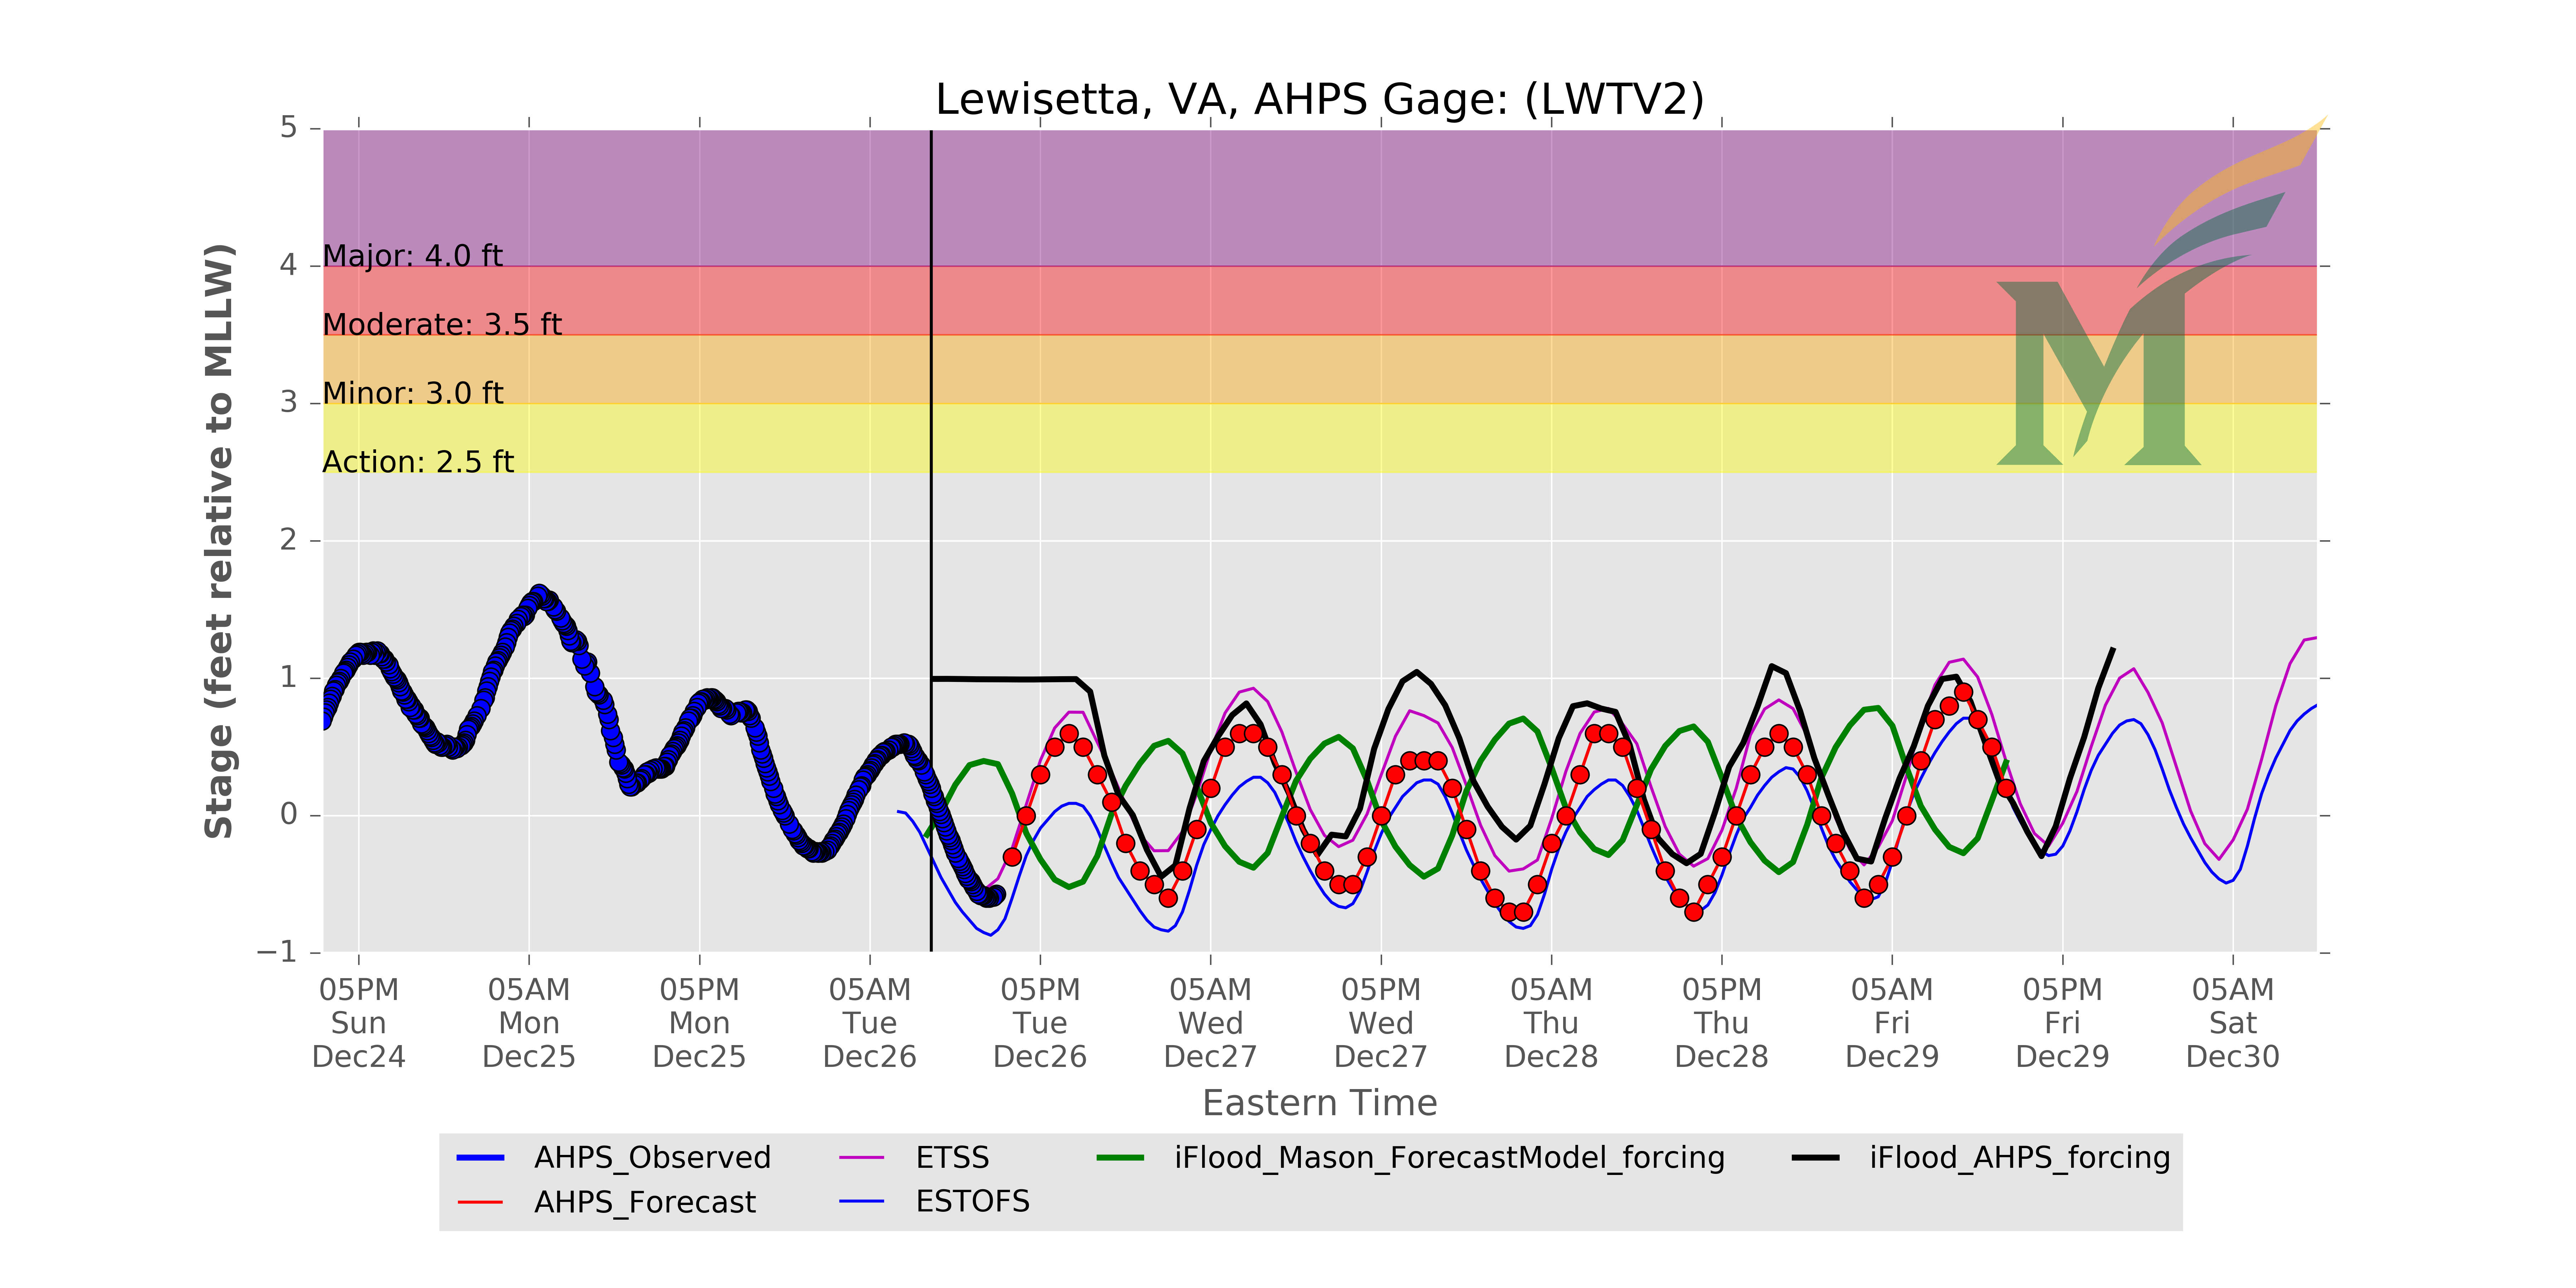 Lewisetta, VA, AHPS Gage: (LWTV2)
Stage (feet relative to MLLW)
5
4
3
2
1
0
−1
Major: 4.0 ft
Moderate: 3.5 ft
Minor: 3.0 ft
Action: 2.5 ft
M
05PM 05AM 05PM 05AM 05PM 05AM 05PM 05AM 05PM 05AM 05PM 05AM
Sun Mon Mon Tue Tue Wed Wed Thu Thu Fri Fri Sat
Dec24 Dec25 Dec25 Dec26 Dec26 Dec27 Dec27 Dec28 Dec28 Dec29 Dec29 Dec30
Eastern Time
AHPS_Observed ETSS iFlood_Mason_ForecastModel_forcing iFlood_AHPS_forcing
AHPS_Forecast ESTOFS